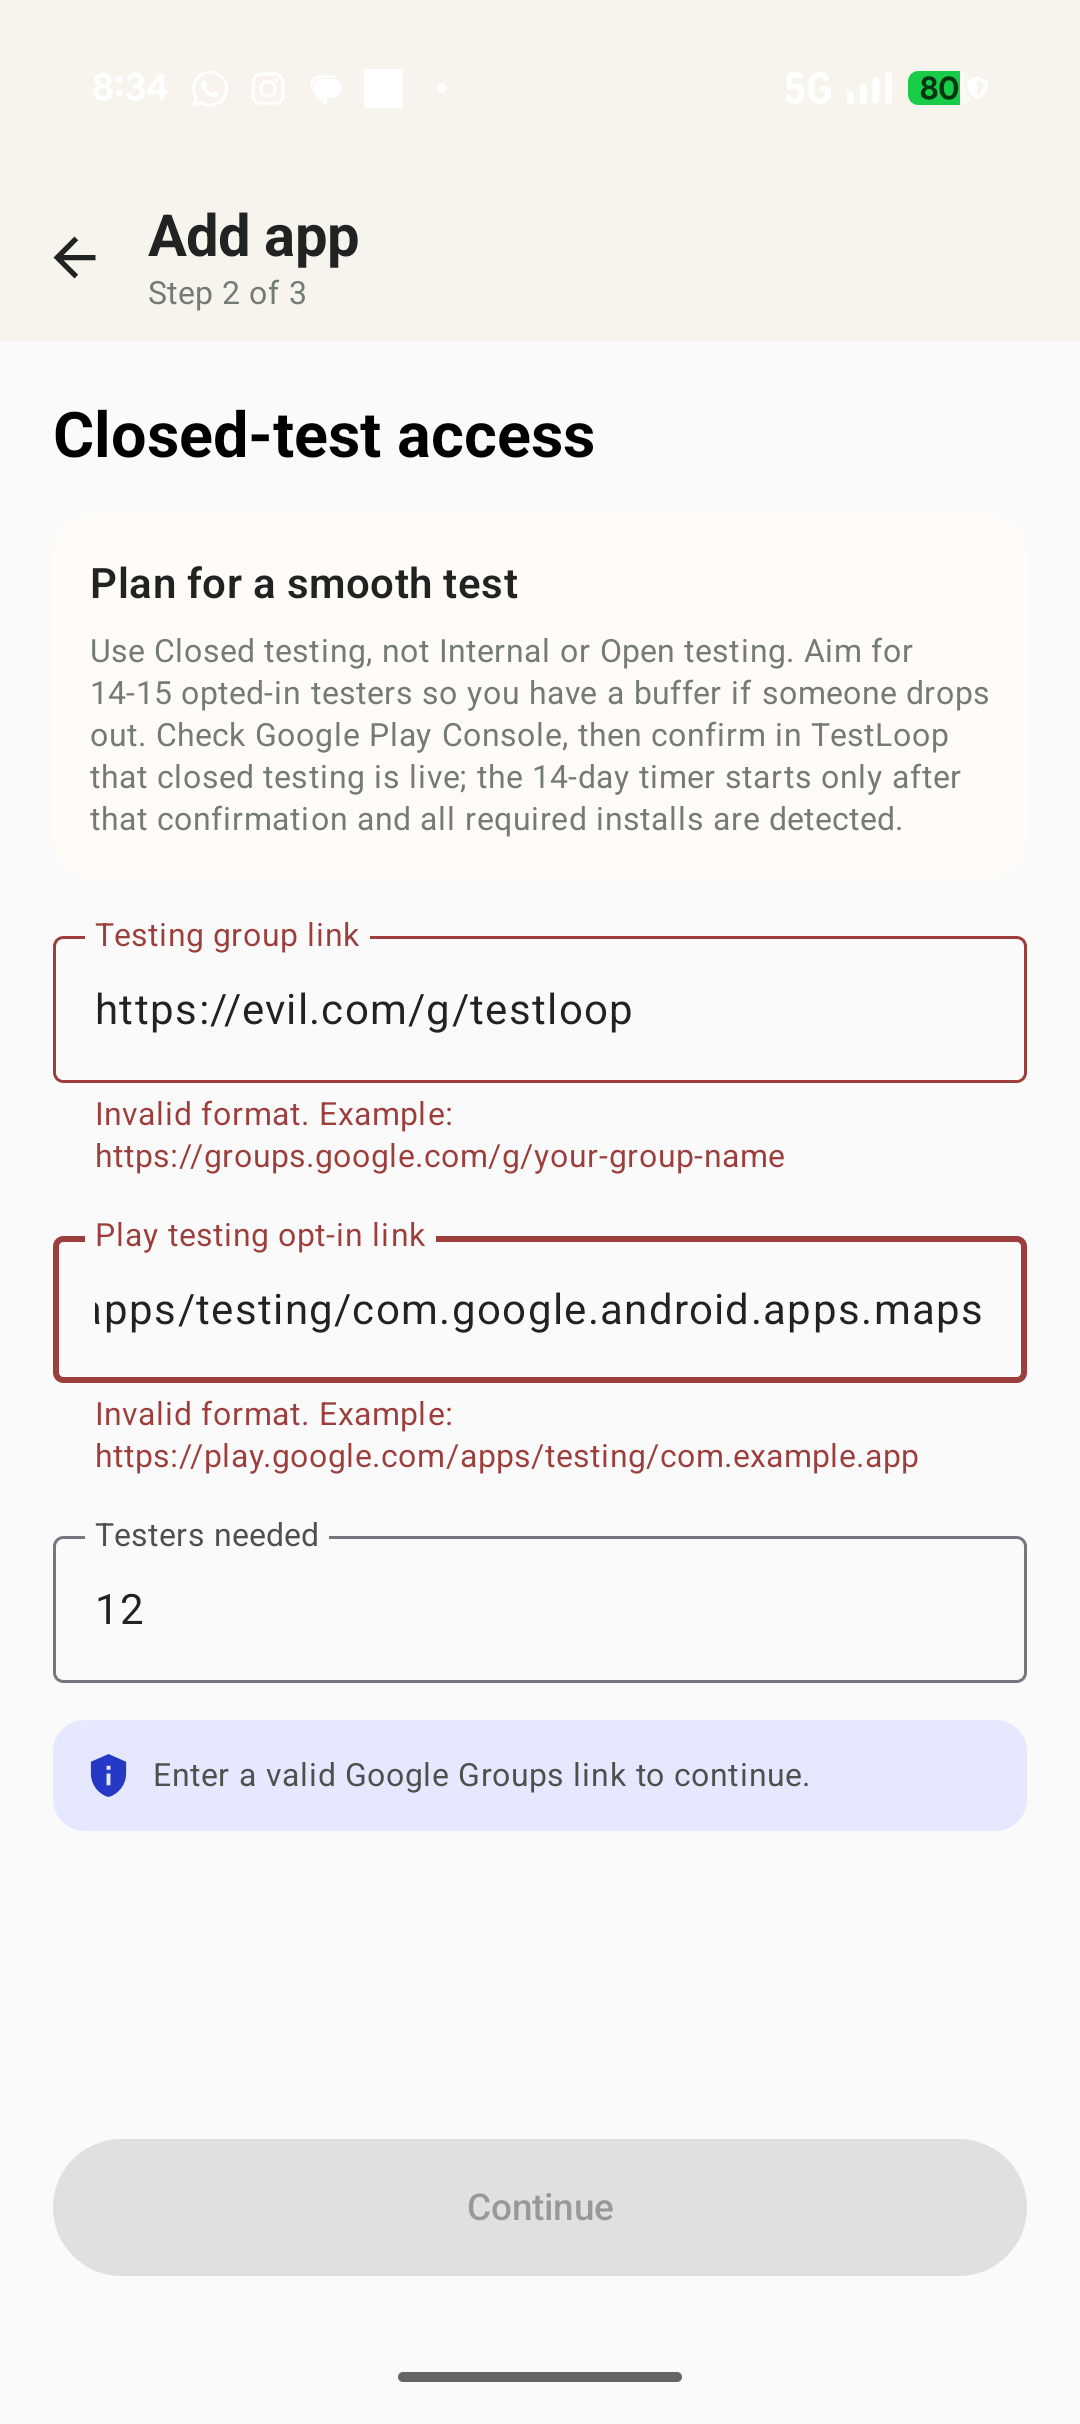 8:34
5G
80
Add app
Step 2 of 3
Closed-test access
Plan for a smooth test
Use Closed testing, not Internal or Open testing. Aim for
14-15 opted-in testers so you have a buffer if someone drops
out. Check Google Play Console, then confirm in TestLoop
that closed testing is live; the 14-day timer starts only after
that confirmation and all required installs are detected.
Testing group link
https://evil.com/g/testloop
Invalid format. Example:
https://groups.google.com/g/your-group-name
Play testing opt-in link
apps/testing/com.google.android.apps.maps
Invalid format. Example:
https://play.google.com/apps/testing/com.example.app
Testers needed
12
Enter a valid Google Groups link to continue.
Continue